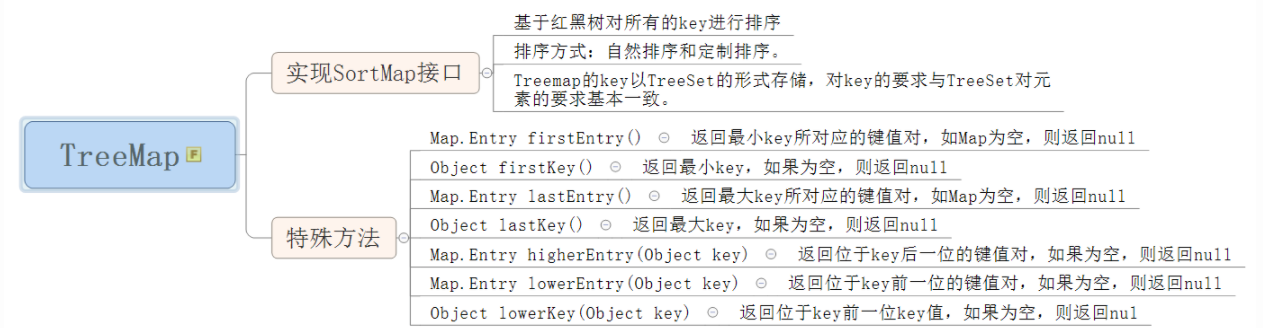 TreeMap
实现SortMap接口
基于红黑树对所有的key进行排序
排序方式：自然排序和定制排序。
Treemap的key以TreeSet的形式存储，对key的要求与TreeSet对元
素的要求基本一致。
特殊方法
Map.Entry firstEntry() 返回最小key所对应的键值对，如Map为空，则返回null
Object firstKey() 返回最小key，如果为空，则返回null
Map.Entry lastEntry() 返回最大key所对应的键值对，如Map为空，则返回null
Object lastKey() 返回最大key，如果为空，则返回null
Map.Entry higherEntry(Object key) 返回位于key后一位的键值对，如果为空，则返回null
Map.Entry lowerEntry(Object key) 返回位于key前一位的键值对，如果为空，则返回null
Object lowerKey(Object key) 返回位于key前一位key值，如果为空，则返回nul